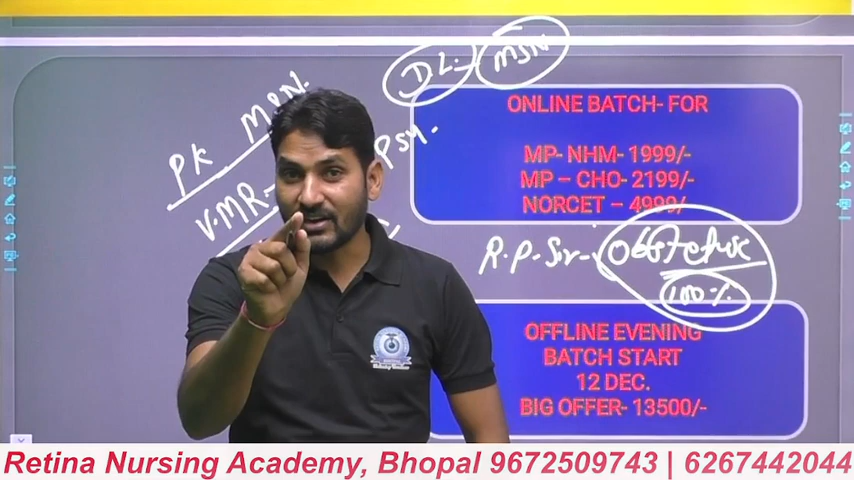 DL. MSN
PK MSN.
Psy.
V.MR-
ONLINE BATCH- FOR
MP- NHM- 1999/-
MP – CHO- 2199/-
NORCET – 4999/-
R.P. Sir-
100%
OFFLINE EVENING
BATCH START
12 DEC.
BIG OFFER- 13500/-
Retina Nursing Academy, Bhopal 9672509743 | 6267442044